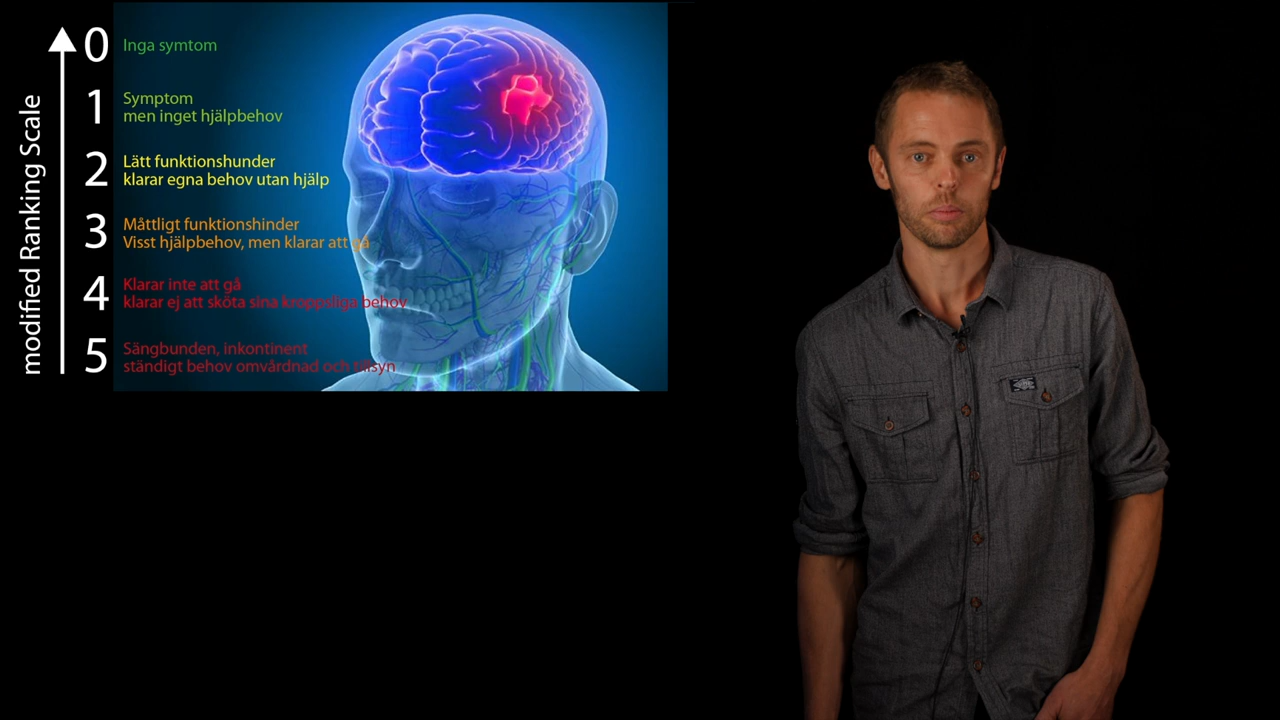 modified Ranking Scale
0 Inga symtom
1 Symptom
men inget hjälpbehov
2 Lätt funktionshunder
klarar egna behov utan hjälp
3 Måttligt funktionshinder
Visst hjälpbehov, men klarar att gå
4 Klarar inte att gå
klarar ej att sköta sina kroppsliga behov
5 Sängbunden, inkontinent
ständigt behov omvårdnad och tillsyn